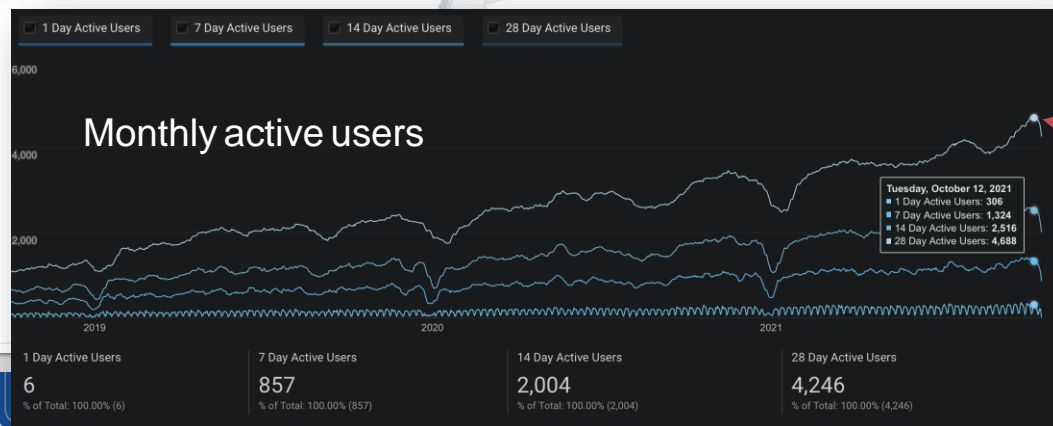 1 Day Active Users 7 Day Active Users 14 Day Active Users 28 Day Active Users
6,000
Monthly active users
4,000
Tuesday, October 12, 2021
1 Day Active Users: 306
7 Day Active Users: 1,324
14 Day Active Users: 2,516
28 Day Active Users: 4,688
2,000
2019 2020 2021
1 Day Active Users 7 Day Active Users 14 Day Active Users 28 Day Active Users
6 857 2,004 4,246
% of Total: 100.00% (6) % of Total: 100.00% (857) % of Total: 100.00% (2,004) % of Total: 100.00% (4,246)